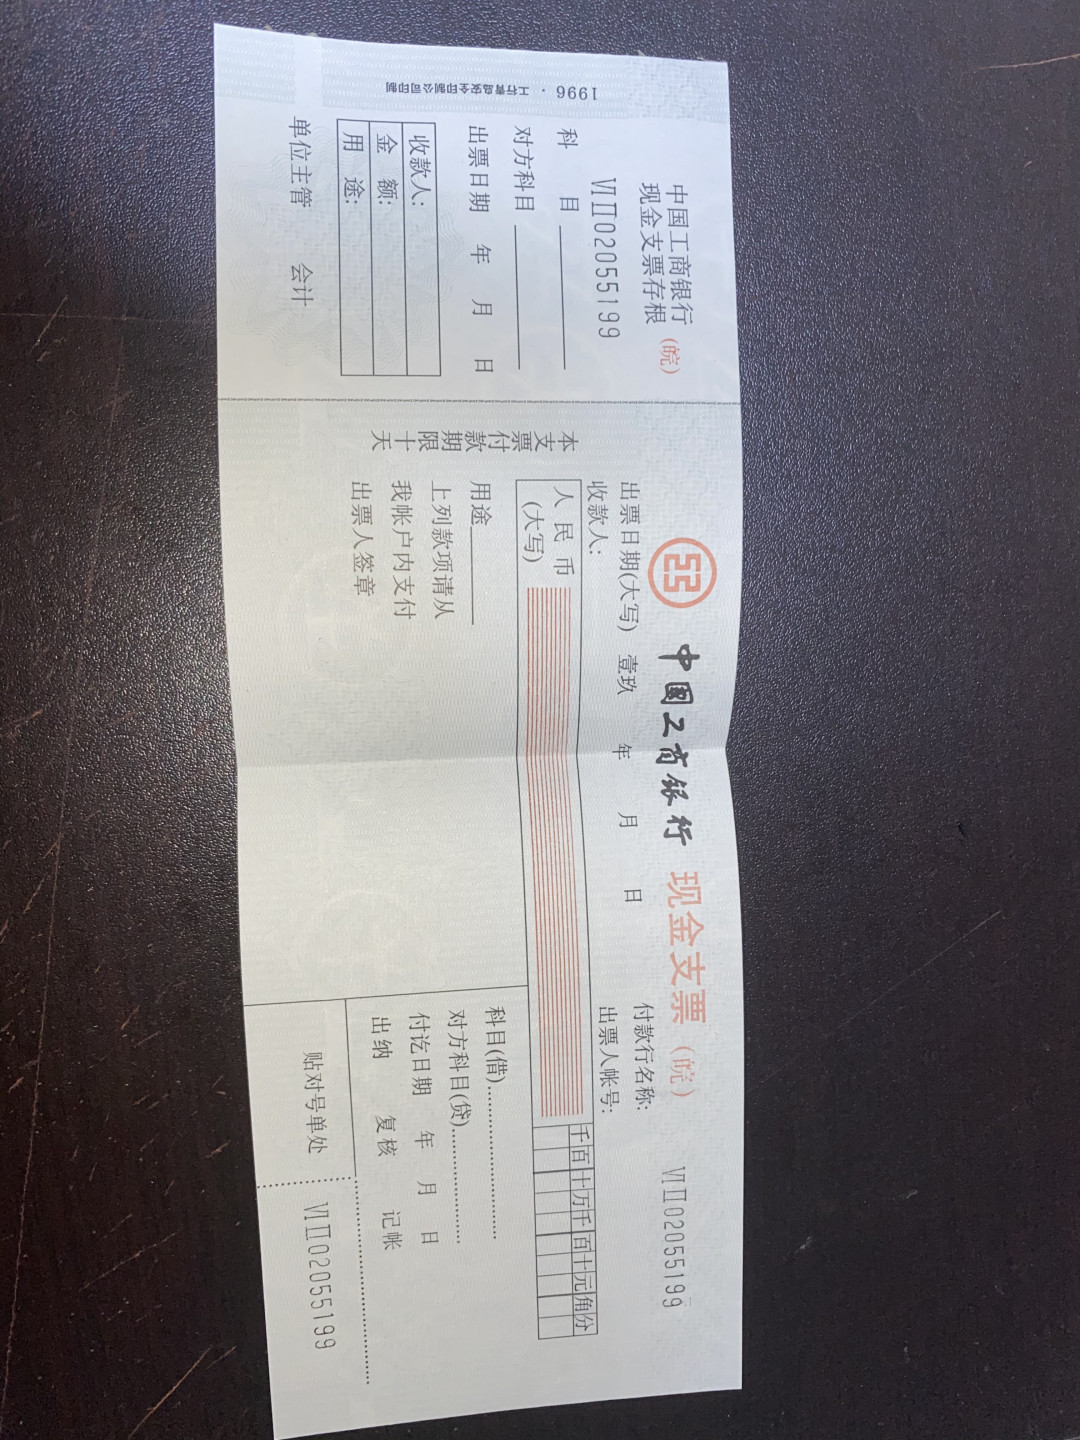 中国工商银行
现金支票存根 (皖)
Ⅵ Ⅱ02055199
科 目
对方科目
出票日期 年 月 日
收款人:
金 额:
用 途:
单位主管 会计
1996 · 工行青岛安全印制公司印制
中国工商银行 现金支票 (皖) Ⅵ Ⅱ02055199
出票日期(大写) 壹玖 年 月 日 付款行名称:
收款人: 出票人帐号:
人民币
(大写)
千百十万千百十元角分
本支票付款期限十天
用途
上列款项请从
我帐户内支付
出票人签章
科目(借)
对方科目(贷)
付讫日期 年 月 日
出纳 复核 记帐
贴对号单处 Ⅵ Ⅱ02055199